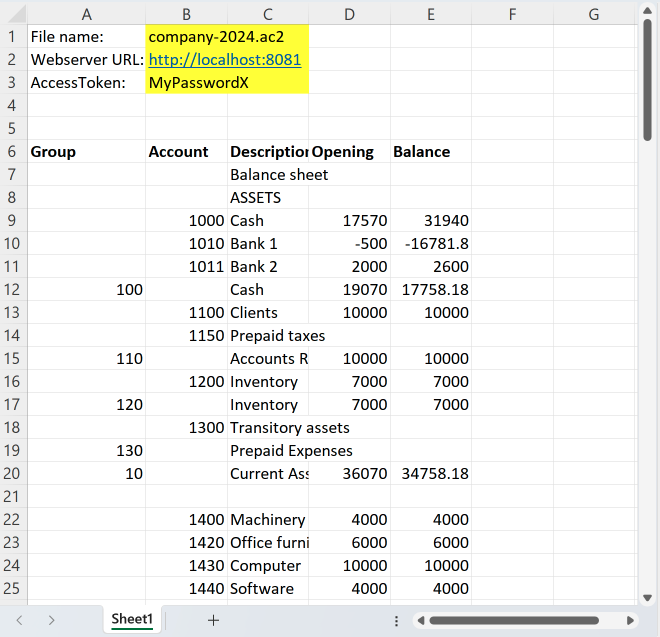 A B C D E F G
1 File name: company-2024.ac2
2 Webserver URL: http://localhost:8081
3 AccessToken: MyPasswordX
4
5
6 Group Account Description Opening Balance
7 Balance sheet
8 ASSETS
9 1000 Cash 17570 31940
10 1010 Bank 1 -500 -16781.8
11 1011 Bank 2 2000 2600
12 100 Cash 19070 17758.18
13 1100 Clients 10000 10000
14 1150 Prepaid taxes
15 110 Accounts R 10000 10000
16 1200 Inventory 7000 7000
17 120 Inventory 7000 7000
18 1300 Transitory assets
19 130 Prepaid Expenses
20 10 Current Ass 36070 34758.18
21
22 1400 Machinery 4000 4000
23 1420 Office furni 6000 6000
24 1430 Computer 10000 10000
25 1440 Software 4000 4000
Sheet1